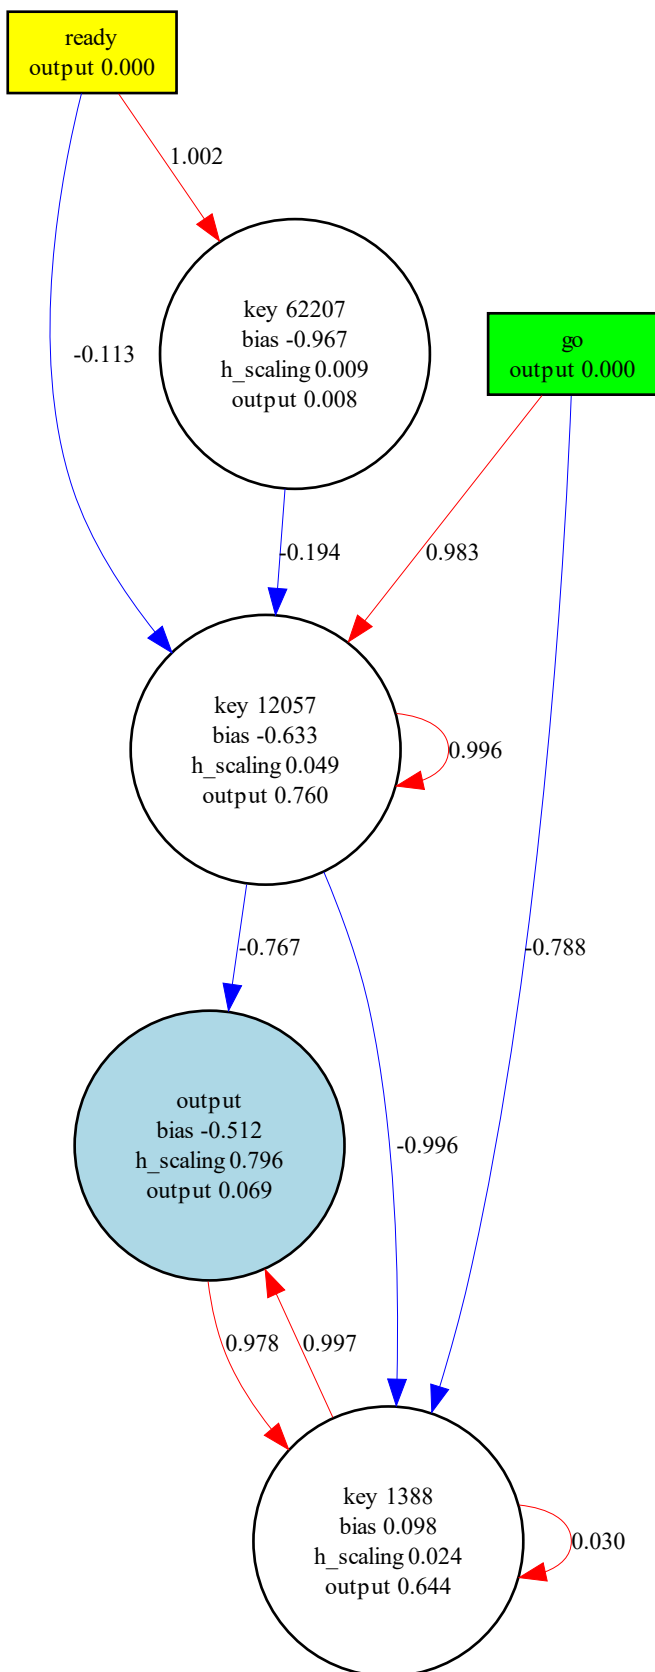 ready
output 0.000
1.002
key 62207
bias -0.967
h_scaling 0.009
output 0.008
go
output 0.000
-0.113
-0.194
0.983
key 12057
bias -0.633
h_scaling 0.049
output 0.760
0.996
-0.767
-0.788
output
bias -0.512
h_scaling 0.796
output 0.069
-0.996
0.978
0.997
key 1388
bias 0.098
h_scaling 0.024
output 0.644
0.030